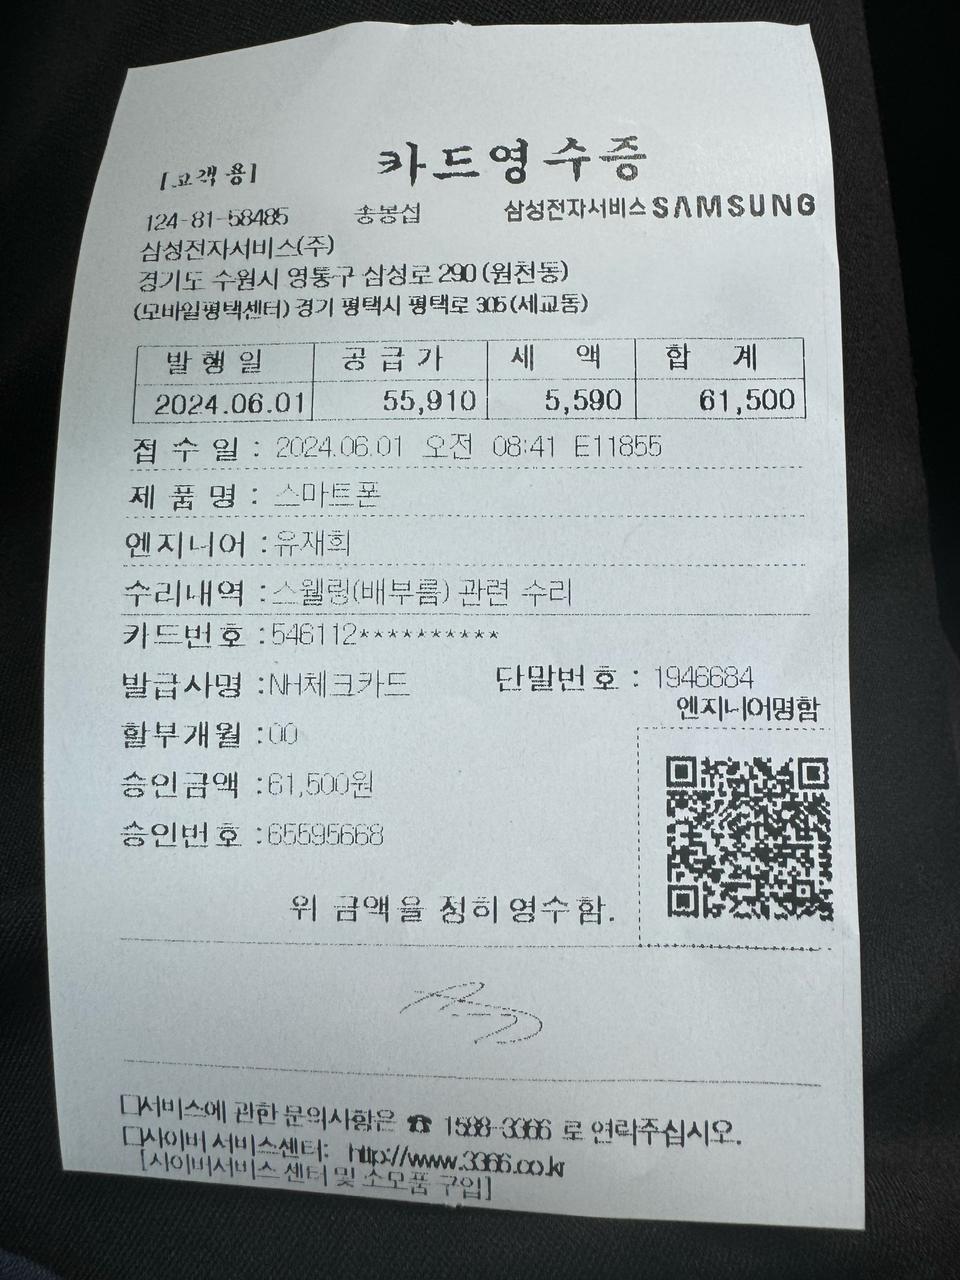 [고객용] 카드영수증
124-81-58485 송봉섭 삼성전자서비스 SAMSUNG
삼성전자서비스(주)
경기도 수원시 영통구 삼성로 290 (원천동)
(모바일평택센터) 경기 평택시 평택로 305 (세교동)
발행일 공급가 세 액 합 계
2024.06.01 55,910 5,590 61,500
접 수 일 : 2024.06.01 오전 08:41 E11855
제 품 명 : 스마트폰
엔지니어 : 유재희
수리내역 : 스웰링(배부름) 관련 수리
카드번호 : 546112**********
발급사명 : NH체크카드 단말번호 : 1946684
엔지니어명함
할부개월 : 00
승인금액 : 61,500원
승인번호 : 65595668
위 금액을 정히 영수함.
□서비스에 관한 문의사항은 ☎ 1588-3366 로 연락주십시오.
□사이버 서비스센터: http://www.3366.co.kr
[사이버서비스 센터 및 소모품 구입]